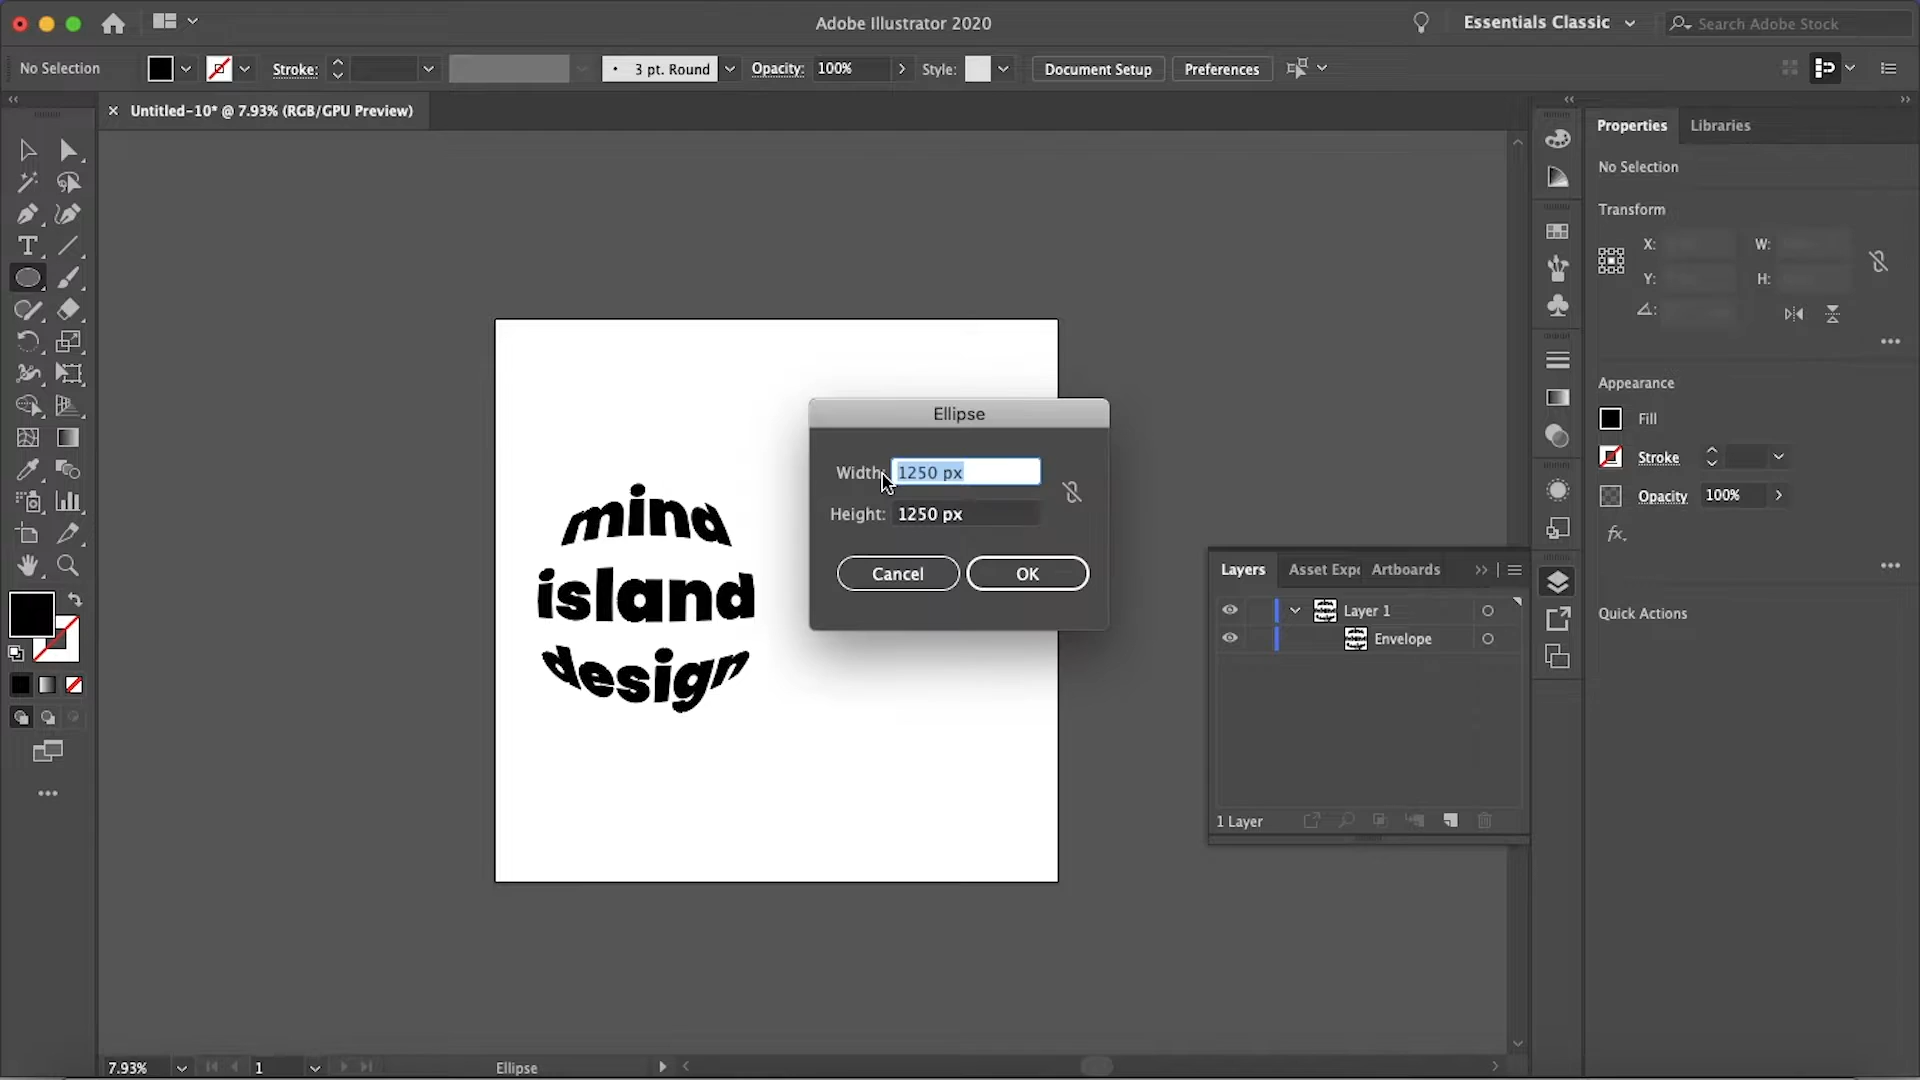 Adobe Illustrator 2020
Essentials Classic
Search Adobe Stock
No Selection
Stroke:
3 pt. Round
Opacity: 100%
Style:
Document Setup
Preferences
× Untitled-10* @ 7.93% (RGB/GPU Preview)
Properties
Libraries
No Selection
Transform
X:
W:
Y:
H:
Appearance
Fill
Stroke
Opacity
100%
fx
Quick Actions
Ellipse
Width:
1250 px
Height:
1250 px
Cancel
OK
mind
island
design
Layers
Asset Expo
Artboards
Layer 1
Envelope
1 Layer
7.93%
1
Ellipse